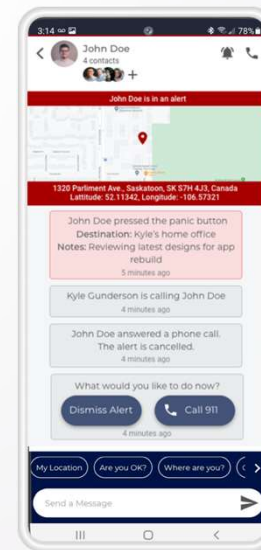 3:14
78%
John Doe
4 contacts
John Doe is in an alert
1320 Parliment Ave., Saskatoon, SK S7H 4J3, Canada
Lattitude: 52.11342, Longitude: -106.57321
John Doe pressed the panic button
Destination: Kyle's home office
Notes: Reviewing latest designs for app
rebuild
5 minutes ago
Kyle Gunderson is calling John Doe
4 minutes ago
John Doe answered a phone call.
The alert is cancelled.
4 minutes ago
What would you like to do now?
Dismiss Alert
Call 911
4 minutes ago
My Location
Are you OK?
Where are you?
Send a Message